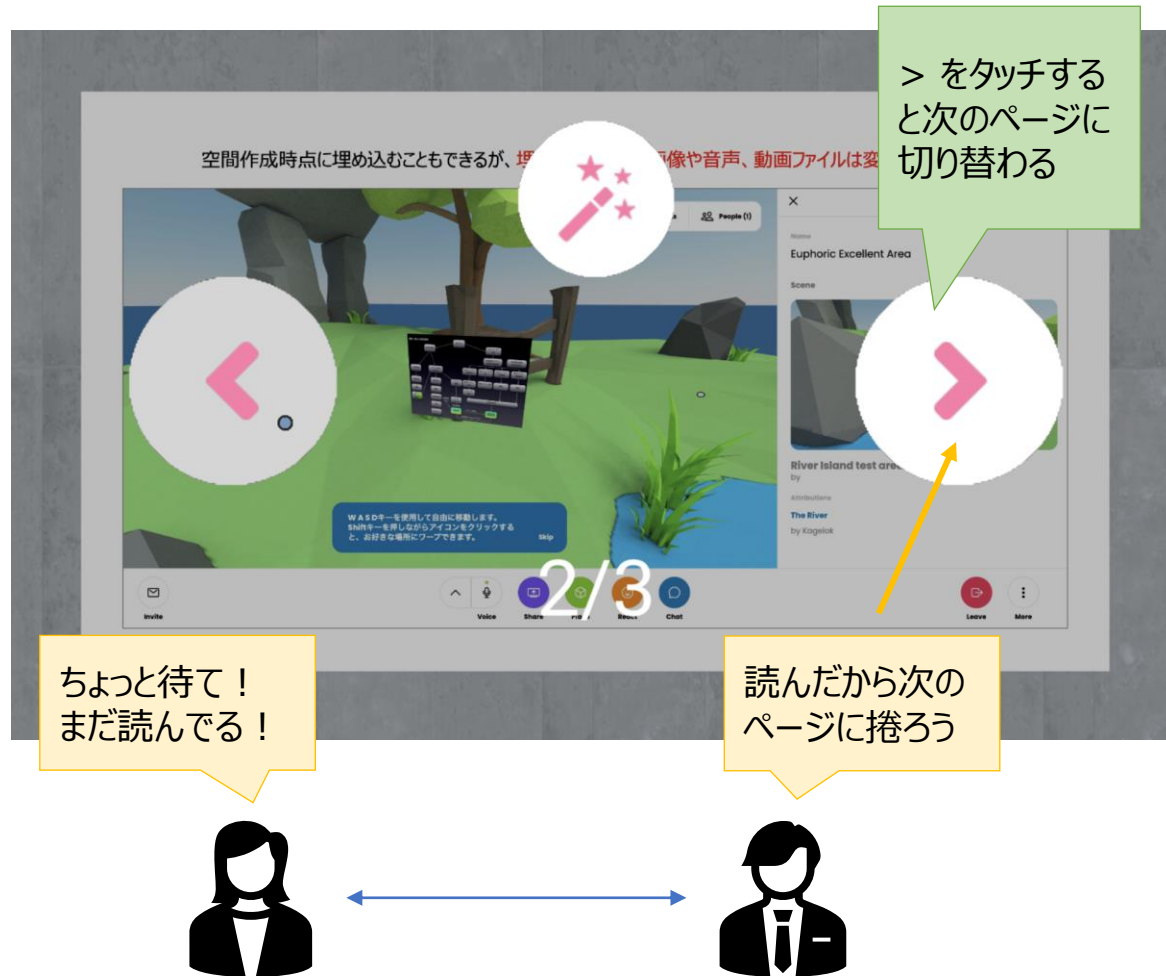 > をタッチする
と次のページに
切り替わる
空間作成時点に埋め込むこともできるが、埋
像や音声、動画ファイルは変
People (1)
Name
Euphoric Excellent Area
Scene
River Island test area
by
Attributions
The River
by Kagelok
WASDキーを使用して自由に移動します。
Shiftキーを押しながらアイコンをクリックする
と、お好きな場所にワープできます。
Skip
2/3
Invite
Voice
Share
React
Chat
Leave
More
ちょっと待て！
まだ読んでる！
読んだから次の
ページに捲ろう